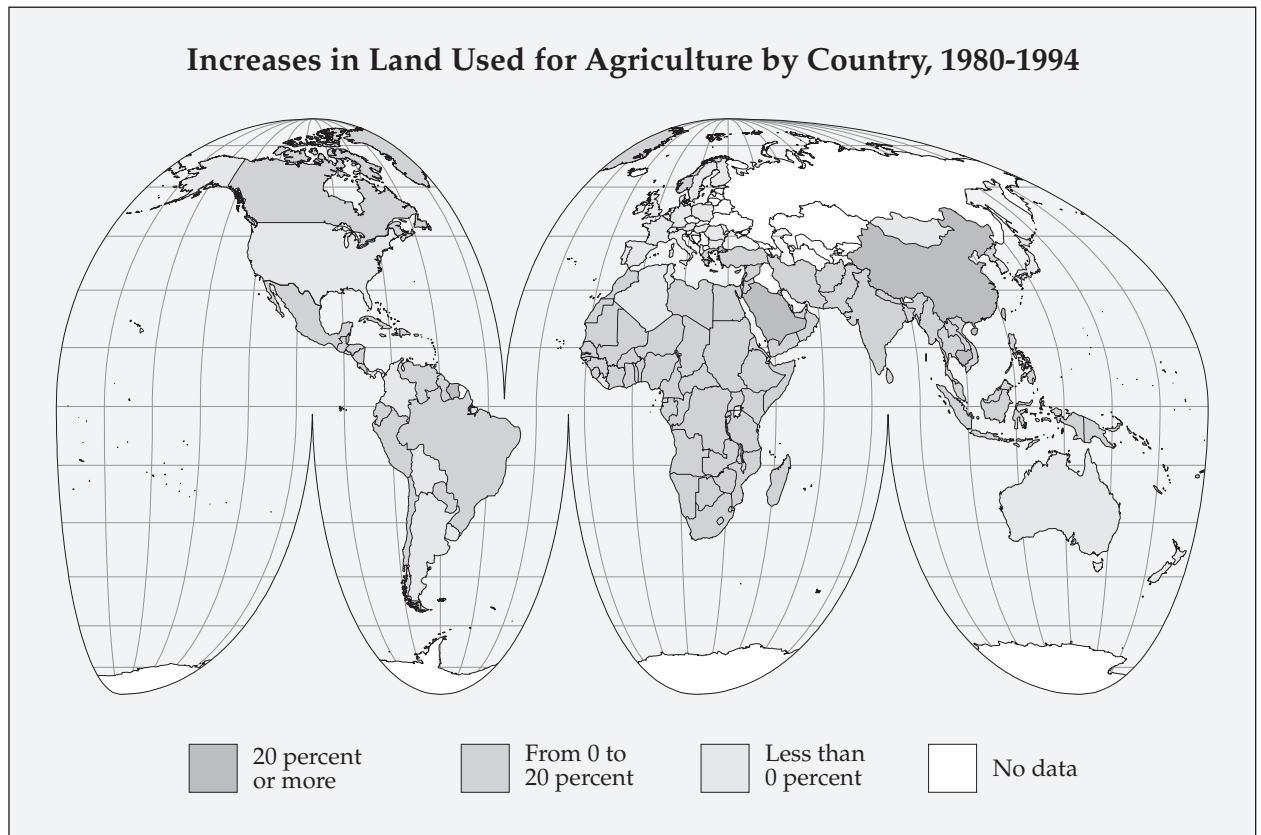 Increases in Land Used for Agriculture by Country, 1980-1994
20 percent
or more
From 0 to
20 percent
Less than
0 percent
No data